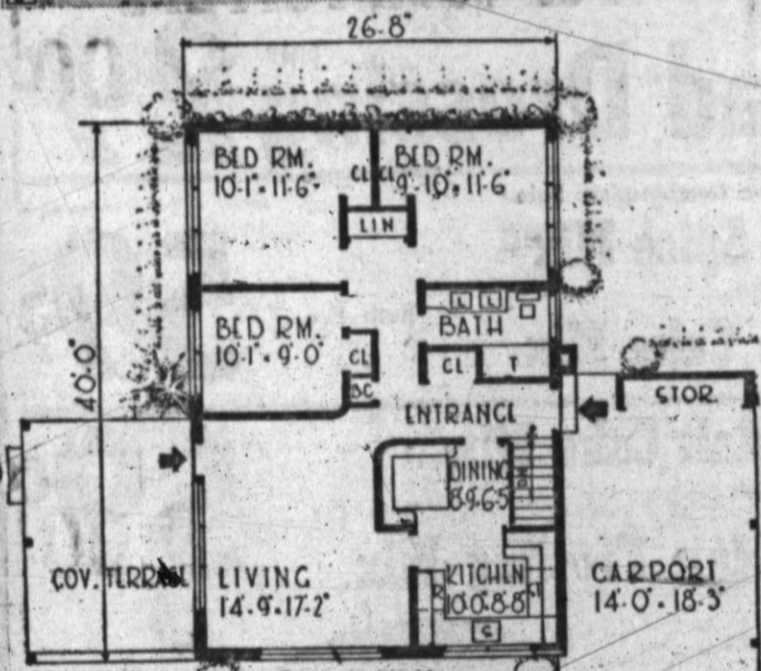 26'-8"
40'-0"
BED RM.
10'-1"·11'-6"
CL
CL
BED RM.
9'-10"·11'-6"
LIN
BED RM.
10'-1"·9'-0"
CL
BC
L
L
BATH
CL
T
ENTRANCE
STOR.
DINING
8-9·6-5
DN
COV. TERRACE
LIVING
14'-9"·17'-2"
KITCHEN
10'-0"·8'-8"
R
S
CARPORT
14'-0"·18'-3"